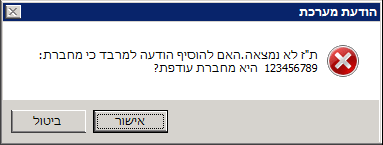 הודעת מערכת
ת"ז לא נמצאה.האם להוסיף הודעה למרבד כי מחברת:
123456789 היא מחברת עודפת?
אישור
ביטול